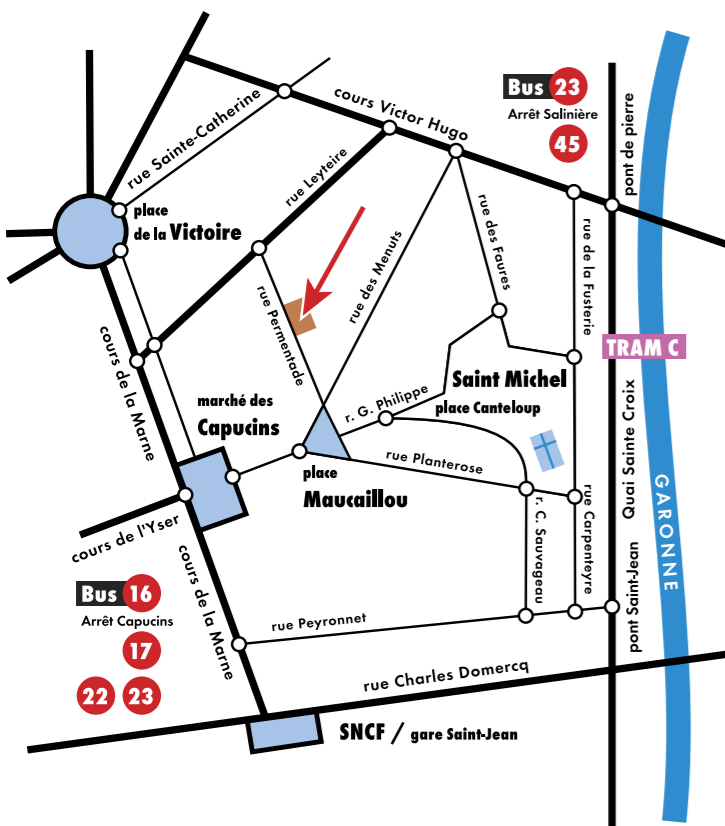 cours Victor Hugo
Bus 23
Arrêt Salinière
45
pont de pierre
rue Sainte-Catherine
rue Leyteire
place
de la Victoire
rue des Menuts
rue des Faures
rue de la Fusterie
rue Permentade
TRAM C
cours de la Marne
marché des
Capucins
Saint Michel
place Canteloup
r. G. Philippe
place
Maucaillou
rue Planterose
Quai Sainte Croix
GARONNE
r. C. Sauvageau
rue Carpenteyre
cours de l'Yser
cours de la Marne
Bus 16
Arrêt Capucins
17
22 23
rue Peyronnet
pont Saint-Jean
rue Charles Domercq
SNCF / gare Saint-Jean